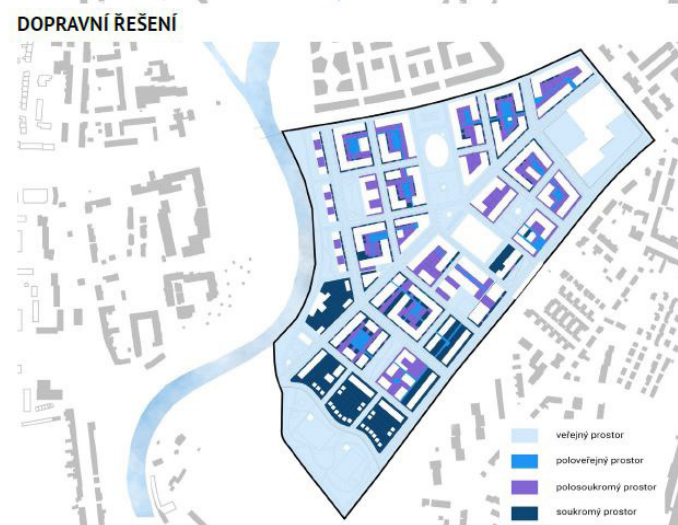 DOPRAVNÍ ŘEŠENÍ
veřejný prostor
poloveřejný prostor
polosoukromý prostor
soukromý prostor